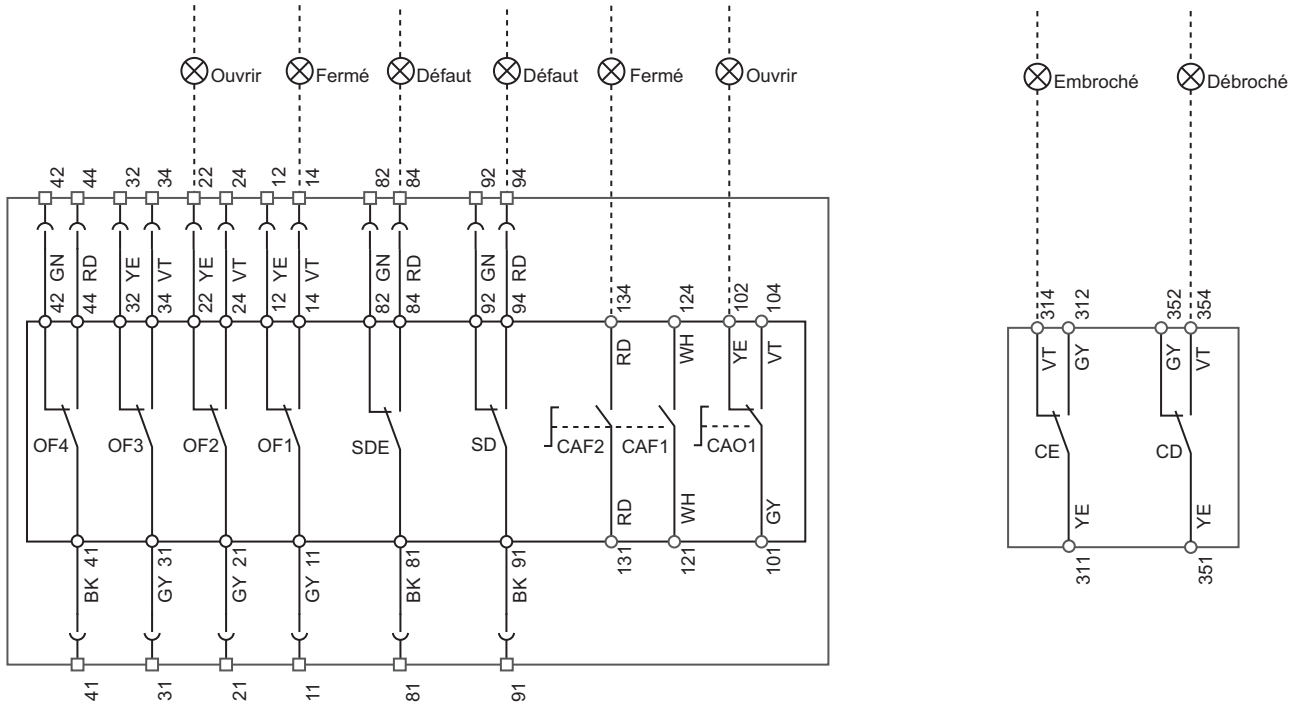 Ouvrir Fermé Défaut Défaut Fermé Ouvrir Embroché Débroché
42 44 32 34 22 24 12 14 82 84 92 94
GN RD YE VT YE VT YE VT GN RD GN RD
42 44 32 34 22 24 12 14 82 84 92 94 134 124 102 104 314 312 352 354
RD WH YE VT VT GY GY VT
OF4 OF3 OF2 OF1 SDE SD CAF2 CAF1 CAO1 CE CD
RD WH GY YE YE
41 31 21 11 81 91 131 121 101 311 351
BK GY GY GY BK BK
41 31 21 11 81 91